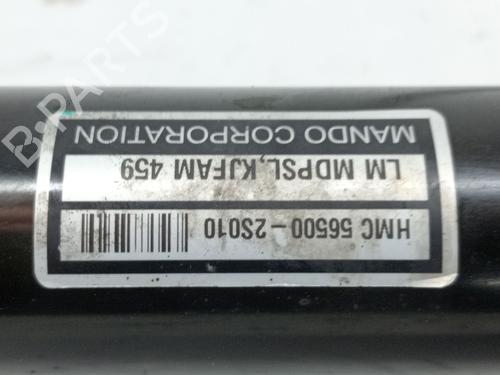 HMC 56500-2S010
LM MDPSL,KJFAM 459
MANDO CORPORATION
B-PARTS